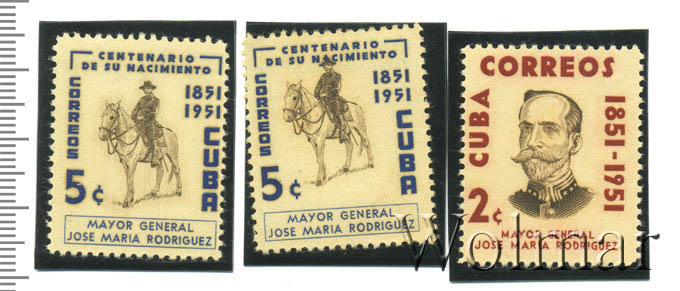 CENTENARIO
DE SU NACIMIENTO
1851
1951
CORREOS
CUBA
5 ¢
MAYOR GENERAL
JOSE MARIA RODRIGUEZ
CENTENARIO
DE SU NACIMIENTO
1851
1951
CORREOS
CUBA
5 ¢
MAYOR GENERAL
JOSE MARIA RODRIGUEZ
CORREOS
CUBA
1851-1951
2¢
MAYOR GENERAL
JOSE MARIA RODRIGUEZ
Wolmar